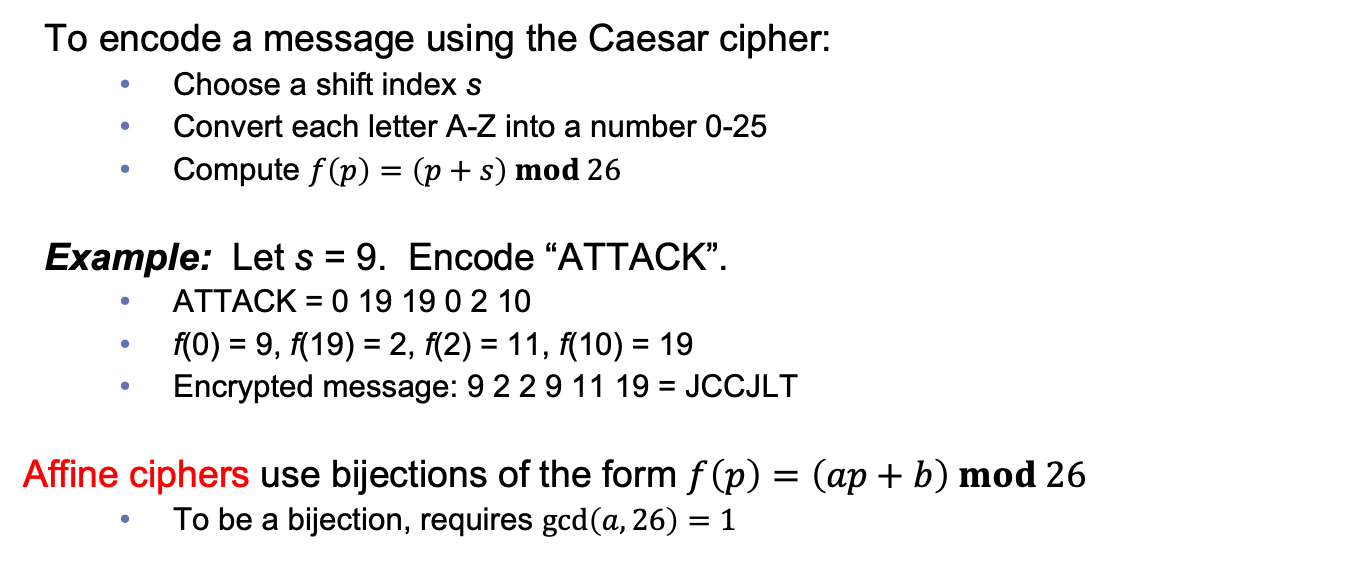 To encode a message using the Caesar cipher:
• Choose a shift index s
• Convert each letter A-Z into a number 0-25
• Compute f(p) = (p + s) mod 26
Example: Let s = 9. Encode “ATTACK”.
• ATTACK = 0 19 19 0 2 10
• f(0) = 9, f(19) = 2, f(2) = 11, f(10) = 19
• Encrypted message: 9 2 2 9 11 19 = JCCJLT
Affine ciphers use bijections of the form f(p) = (ap + b) mod 26
• To be a bijection, requires gcd(a, 26) = 1